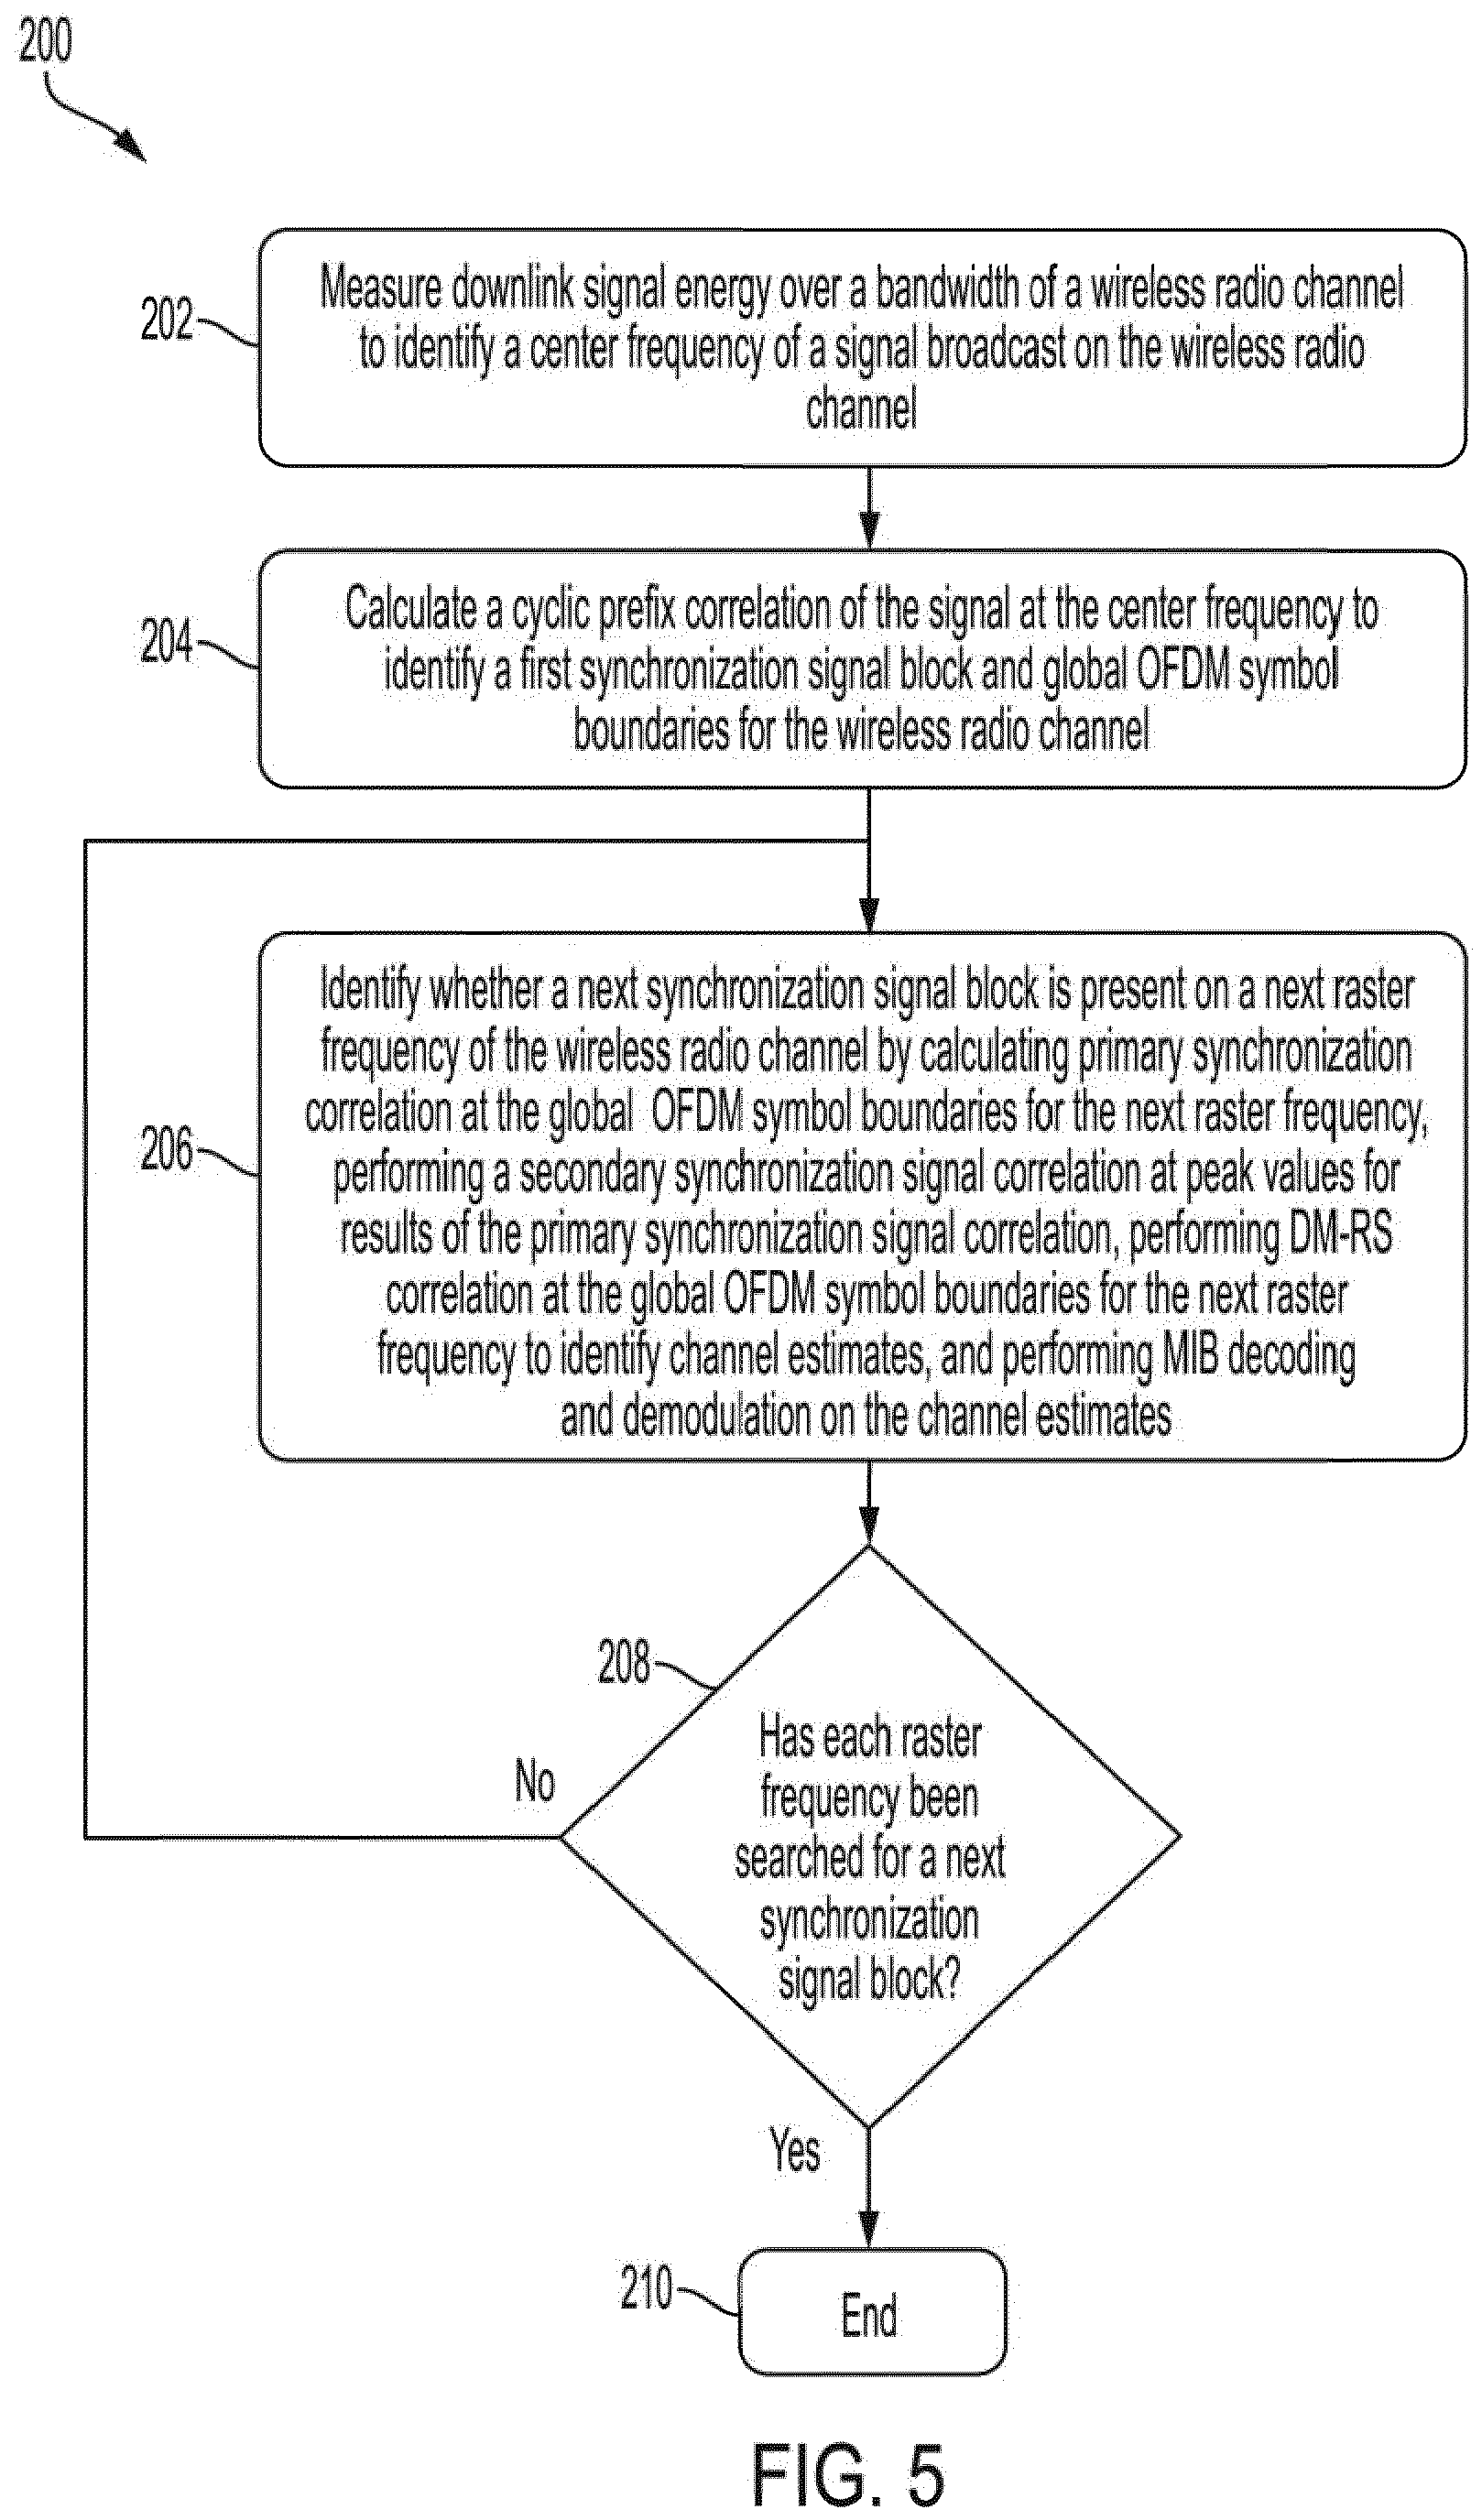 200
202
Measure downlink signal energy over a bandwidth of a wireless radio channel
to identify a center frequency of a signal broadcast on the wireless radio
channel
204
Calculate a cyclic prefix correlation of the signal at the center frequency to
identify a first synchronization signal block and global OFDM symbol
boundaries for the wireless radio channel
206
Identify whether a next synchronization signal block is present on a next raster
frequency of the wireless radio channel by calculating primary synchronization
correlation at the global OFDM symbol boundaries for the next raster frequency,
performing a secondary synchronization signal correlation at peak values for
results of the primary synchronization signal correlation, performing DM-RS
correlation at the global OFDM symbol boundaries for the next raster
frequency to identify channel estimates, and performing MIB decoding
and demodulation on the channel estimates
208
Has each raster
frequency been
searched for a next
synchronization
signal block?
No
Yes
210
End
FIG. 5